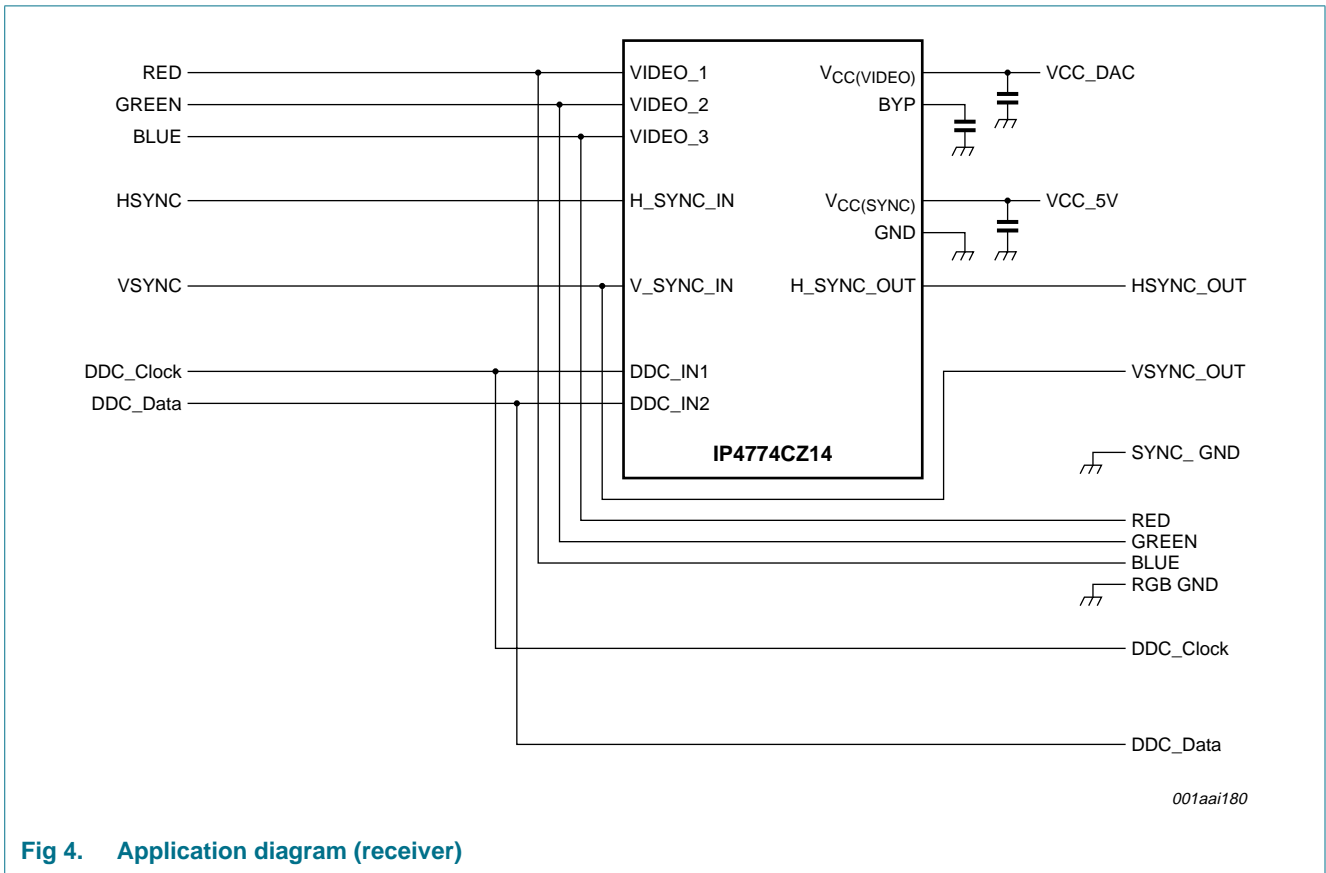 RED
GREEN
BLUE
HSYNC
VSYNC
DDC_Clock
DDC_Data
VIDEO_1
VIDEO_2
VIDEO_3
H_SYNC_IN
V_SYNC_IN
DDC_IN1
DDC_IN2
VCC(VIDEO)
BYP
VCC(SYNC)
GND
H_SYNC_OUT
IP4774CZ14
VCC_DAC
VCC_5V
HSYNC_OUT
VSYNC_OUT
SYNC_ GND
RED
GREEN
BLUE
RGB GND
DDC_Clock
DDC_Data
001aai180
Fig 4. Application diagram (receiver)